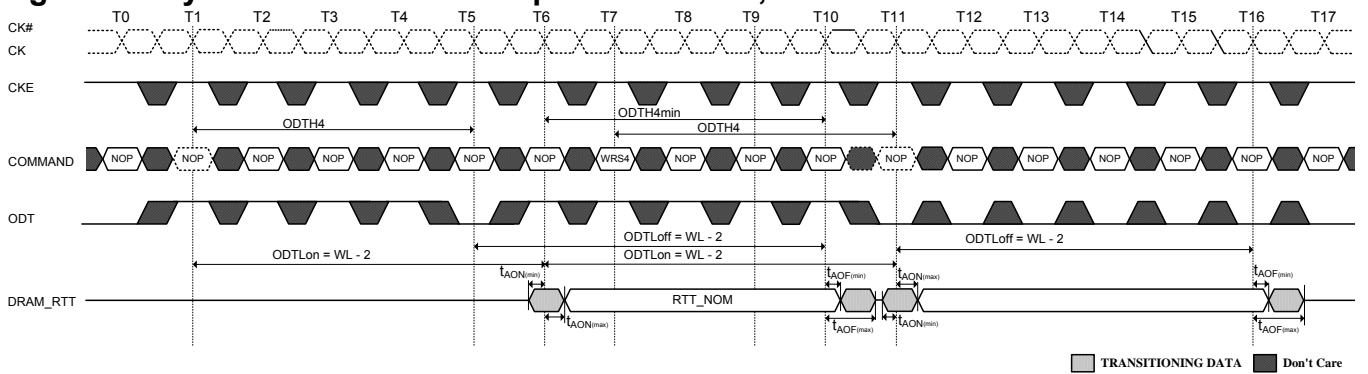 T0 T1 T2 T3 T4 T5 T6 T7 T8 T9 T10 T11 T12 T13 T14 T15 T16 T17
CK#
CK
CKE
ODTH4 ODTH4min
ODTH4
COMMAND NOP NOP NOP NOP NOP NOP NOP WRS4 NOP NOP NOP NOP NOP NOP NOP NOP NOP NOP
ODT
ODTLoff = WL - 2 ODTLoff = WL - 2
ODTLon = WL - 2 ODTLon = WL - 2
tAON(min) tAOF(min) tAON(max) tAOF(min)
DRAM_RTT RTT_NOM
tAON(max) tAOF(max) tAON(min) tAOF(max)
TRANSITIONING DATA Don't Care